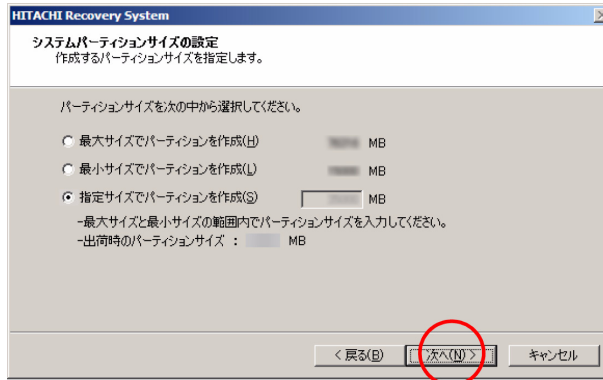 HITACHI Recovery System
システムパーティションサイズの設定
作成するパーティションサイズを指定します。
パーティションサイズを次の中から選択してください。
最大サイズでパーティションを作成(H) MB
最小サイズでパーティションを作成(L) MB
指定サイズでパーティションを作成(S) MB
-最大サイズと最小サイズの範囲内でパーティションサイズを入力してください。
-出荷時のパーティションサイズ : MB
< 戻る(B) 次へ(N) > キャンセル